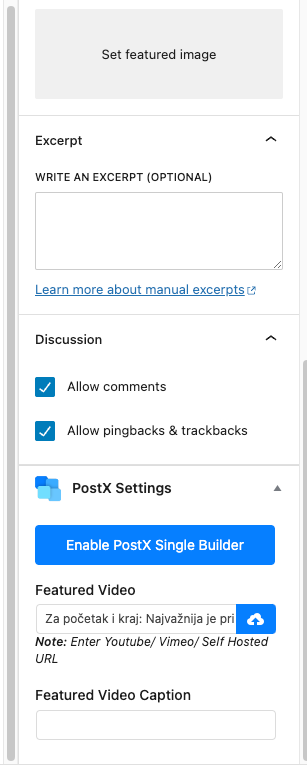 Set featured image
Excerpt
WRITE AN EXCERPT (OPTIONAL)
Learn more about manual excerpts
Discussion
Allow comments
Allow pingbacks & trackbacks
PostX Settings
Enable PostX Single Builder
Featured Video
Za početak i kraj: Najvažnija je pri
Note: Enter Youtube/ Vimeo/ Self Hosted
URL
Featured Video Caption